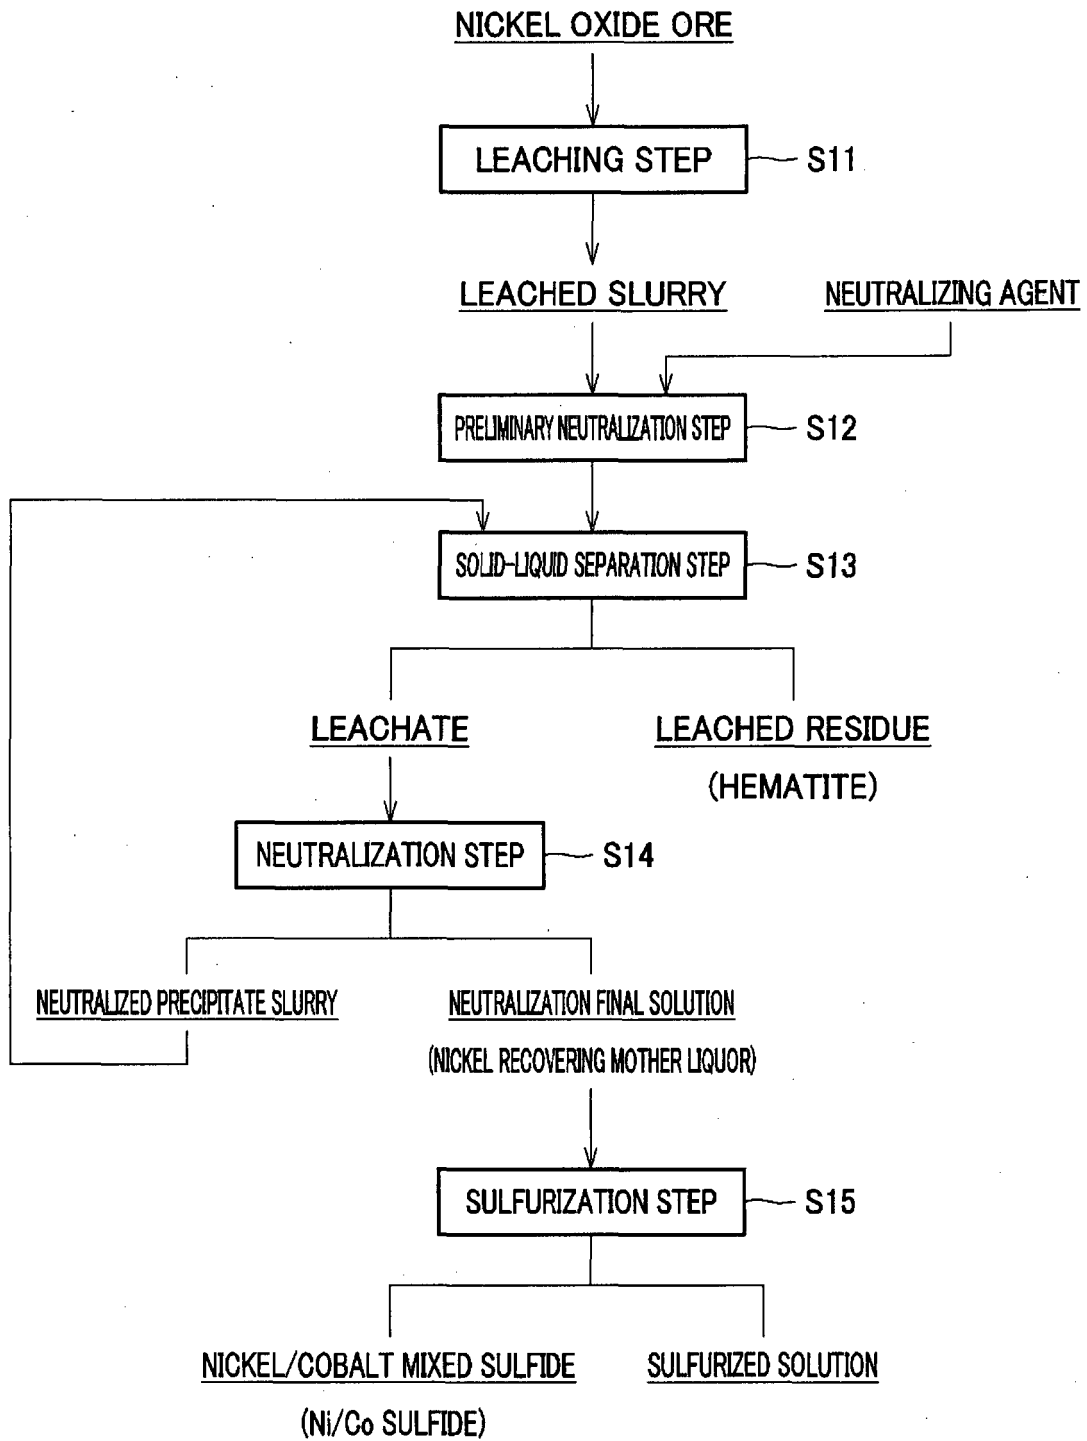 NICKEL OXIDE ORE
LEACHING STEP
S11
LEACHED SLURRY
NEUTRALIZING AGENT
PRELIMINARY NEUTRALIZATION STEP
S12
SOLID-LIQUID SEPARATION STEP
S13
LEACHATE
LEACHED RESIDUE
(HEMATITE)
NEUTRALIZATION STEP
S14
NEUTRALIZED PRECIPITATE SLURRY
NEUTRALIZATION FINAL SOLUTION
(NICKEL RECOVERING MOTHER LIQUOR)
SULFURIZATION STEP
S15
NICKEL/COBALT MIXED SULFIDE
SULFURIZED SOLUTION
(Ni/Co SULFIDE)